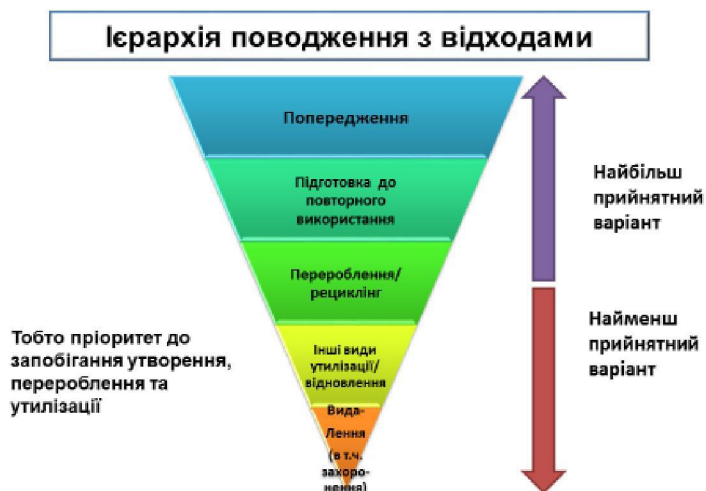 Ієрархія поводження з відходами
Попередження
Підготовка до
повторного
використання
Перероблення/
рециклінг
Інші види
утилізації/
відновлення
Вида-
Лення
(в т.ч.
захоро-
нення)
Найбільш
прийнятний
варіант
Найменш
прийнятний
варіант
Тобто пріоритет до
запобігання утворення,
перероблення та
утилізації